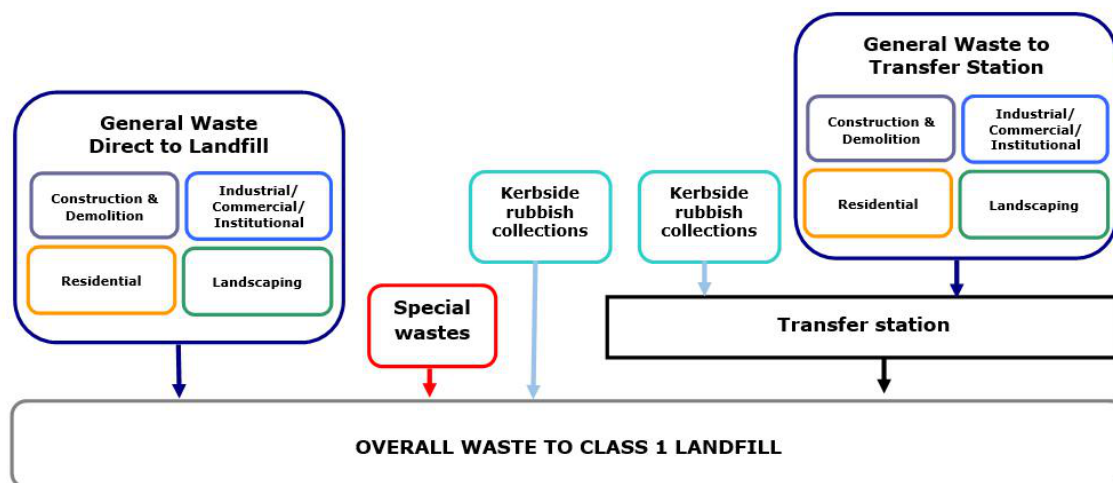 General Waste
Direct to Landfill
Construction &
Demolition
Industrial/
Commercial/
Institutional
Residential
Landscaping
Special
wastes
Kerbside
rubbish
collections
Kerbside
rubbish
collections
General Waste to
Transfer Station
Construction &
Demolition
Industrial/
Commercial/
Institutional
Residential
Landscaping
Transfer station
OVERALL WASTE TO CLASS 1 LANDFILL